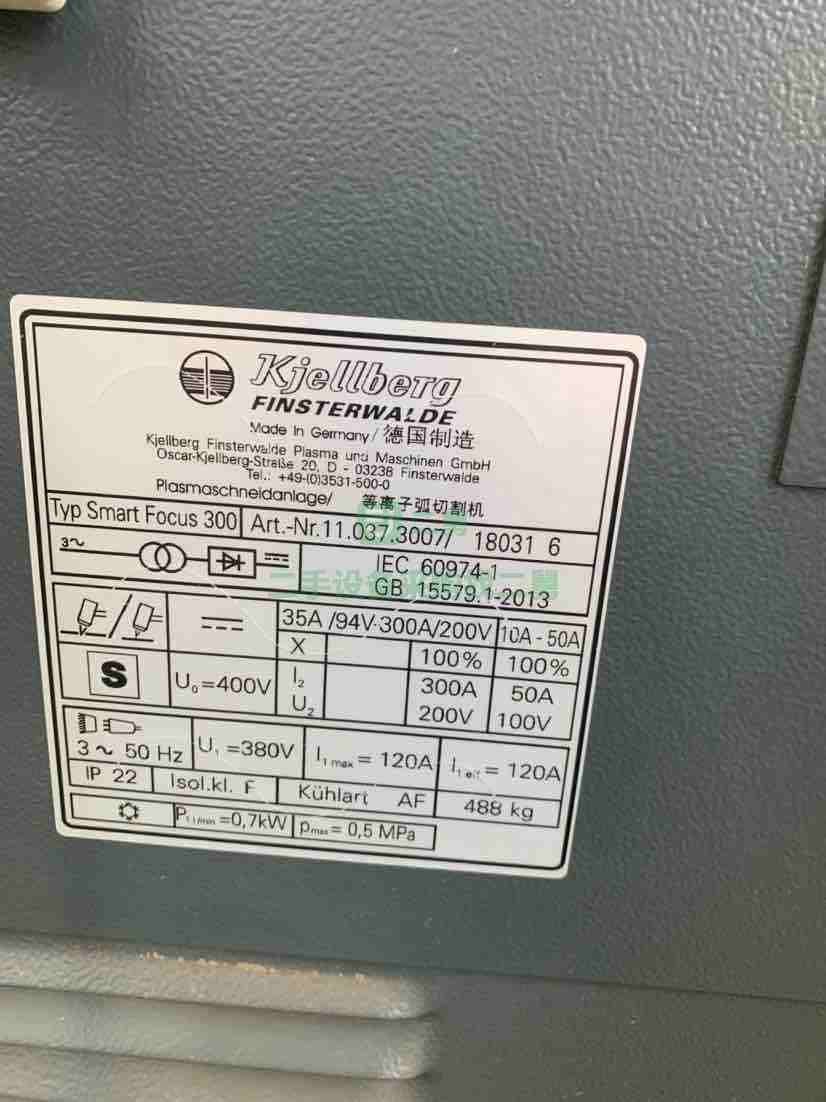 Kjellberg
FINSTERWALDE
Made in Germany/德国制造
Kjellberg Finsterwalde Plasma und Maschinen GmbH
Oscar-Kjellberg-Straße 20, D - 03238 Finsterwalde
Tel.: +49-(0)3531-500-0
Plasmaschneidanlage/ 等离子弧切割机
Typ Smart Focus 300 Art.-Nr.11.037.3007/ 18031 6
3~ IEC 60974-1
GB 15579.1-2013
35A /94V-300A/200V 10A - 50A
X 100% 100%
S U₀=400V I₂ 300A 50A
U₂ 200V 100V
3 ~ 50 Hz U₁ =380V I₁ max = 120A I₁ eff = 120A
IP 22 Isol.kl. F Kühlart AF 488 kg
P₁ l/min =0,7kW pmax = 0,5 MPa